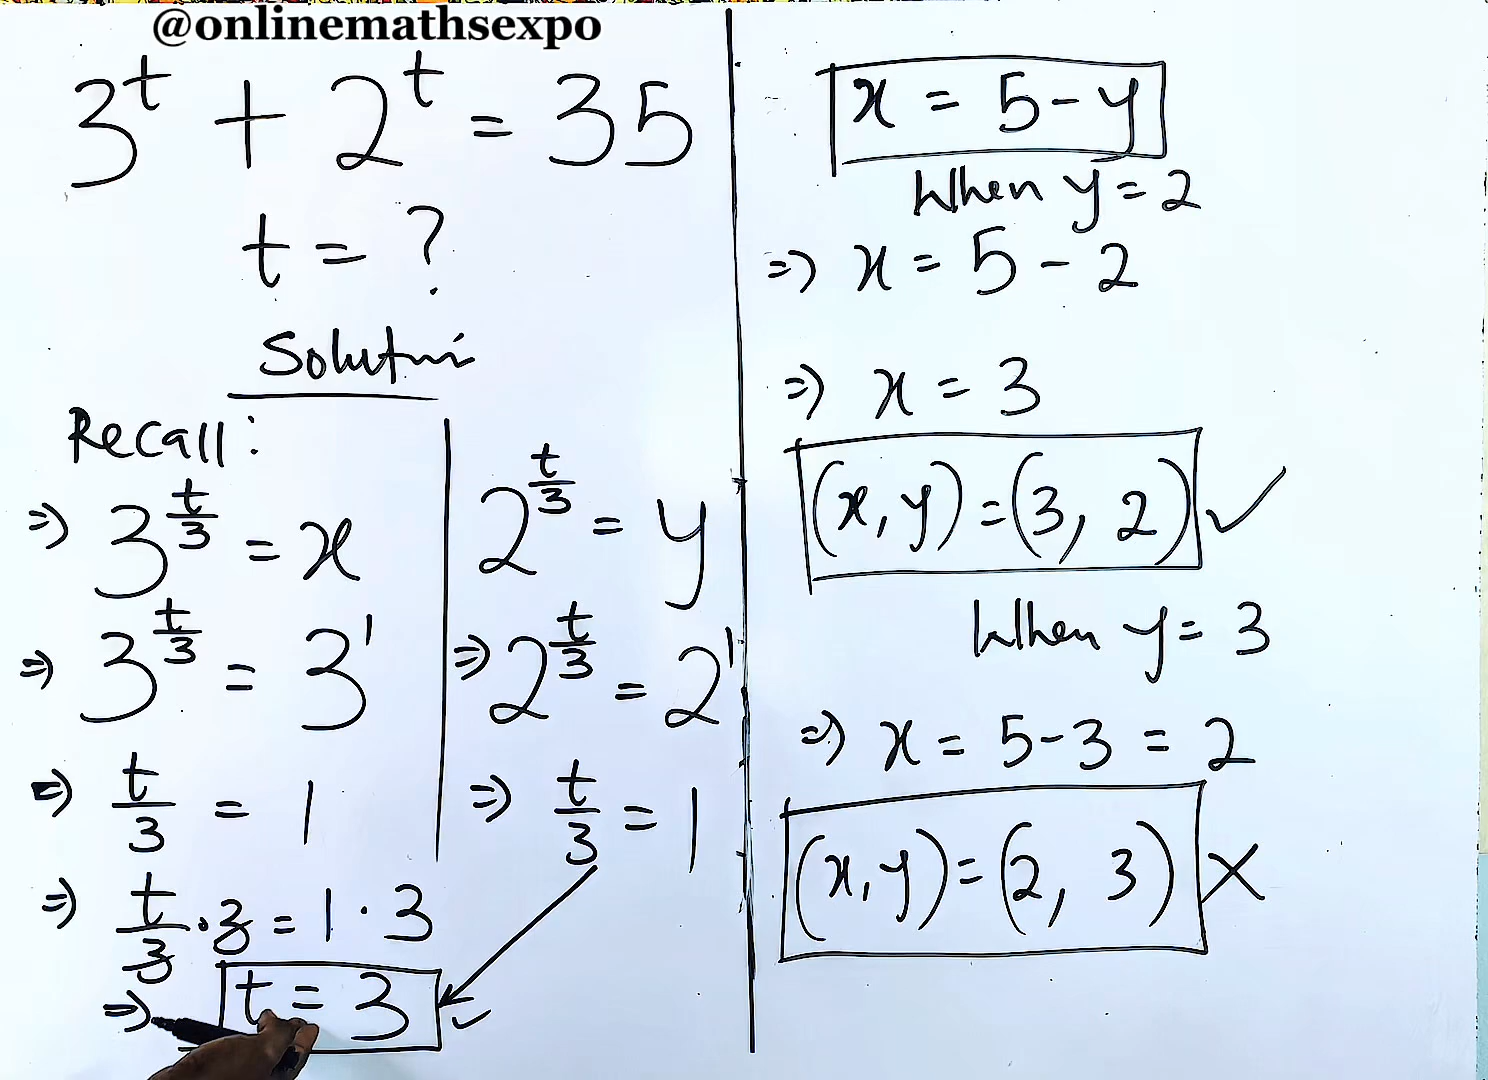 @onlinemathsexpo
3^t + 2^t = 35
t = ?
Solution
Recall:
⇒ 3^(t/3) = x
⇒ 3^(t/3) = 3^1
⇒ t/3 = 1
⇒ t/3 · 3 = 1 · 3
⇒ t = 3 ✓
2^(t/3) = y
⇒ 2^(t/3) = 2^1
⇒ t/3 = 1
x = 5 - y
When y = 2
⇒ x = 5 - 2
⇒ x = 3
(x, y) = (3, 2) ✓
When y = 3
⇒ x = 5 - 3 = 2
(x, y) = (2, 3) ✗